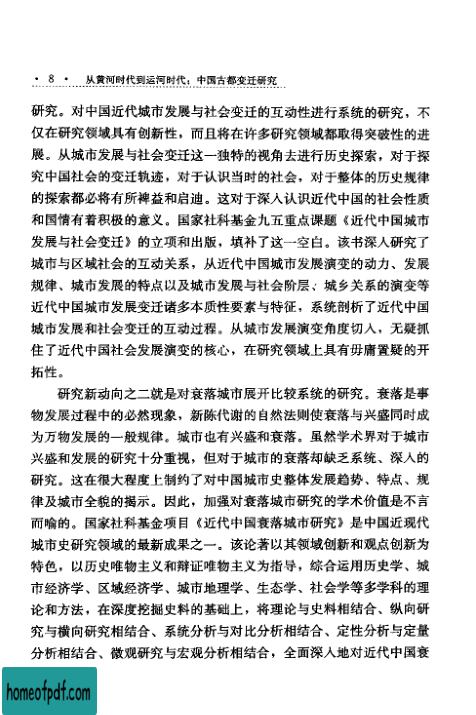 · 8 · 从黄河时代到运河时代：中国古都变迁研究
研究。对中国近代城市发展与社会变迁的互动性进行系统的研究，不
仅在研究领域具有创新性，而且将在许多研究领域都取得突破性的进
展。从城市发展与社会变迁这一独特的视角去进行历史探索，对于探
究中国社会的变迁轨迹，对于认识当时的社会，对于整体的历史规律
的探索都必将有所裨益和启迪。这对于深入认识近代中国的社会性质
和国情有着积极的意义。国家社科基金九五重点课题《近代中国城市
发展与社会变迁》的立项和出版，填补了这一空白。该书深入研究了
城市与区域社会的互动关系，从近代中国城市发展演变的动力、发展
规律、城市发展的特点以及城市发展与社会阶层、城乡关系的演变等
近代中国城市发展变迁诸多本质性要素与特征，系统剖析了近代中国
城市发展和社会变迁的互动过程。从城市发展演变角度切入，无疑抓
住了近代中国社会发展演变的核心，在研究领域上具有毋庸置疑的开
拓性。
研究新动向之二就是对衰落城市展开比较系统的研究。衰落是事
物发展过程中的必然现象，新陈代谢的自然法则使衰落与兴盛同时成
为万物发展的一般规律。城市也有兴盛和衰落。虽然学术界对于城市
兴盛和发展的研究十分重视，但对于城市的衰落却缺乏系统、深入的
研究。这在很大程度上制约了对中国城市史整体发展趋势、特点、规
律及城市全貌的揭示。因此，加强对衰落城市研究的学术价值是不言
而喻的。国家社科基金项目《近代中国衰落城市研究》是中国近现代
城市史研究领域的最新成果之一。该论著以其领域创新和观点创新为
特色，以历史唯物主义和辩证唯物主义为指导，综合运用历史学、城
市经济学、区域经济学、城市地理学、生态学、社会学等多学科的理
论和方法，在深度挖掘史料的基础上，将理论与史料相结合、纵向研
究与横向研究相结合、系统分析与对比分析相结合、定性分析与定量
分析相结合、微观研究与宏观分析相结合，全面深入地对近代中国衰
homeofpdf.com